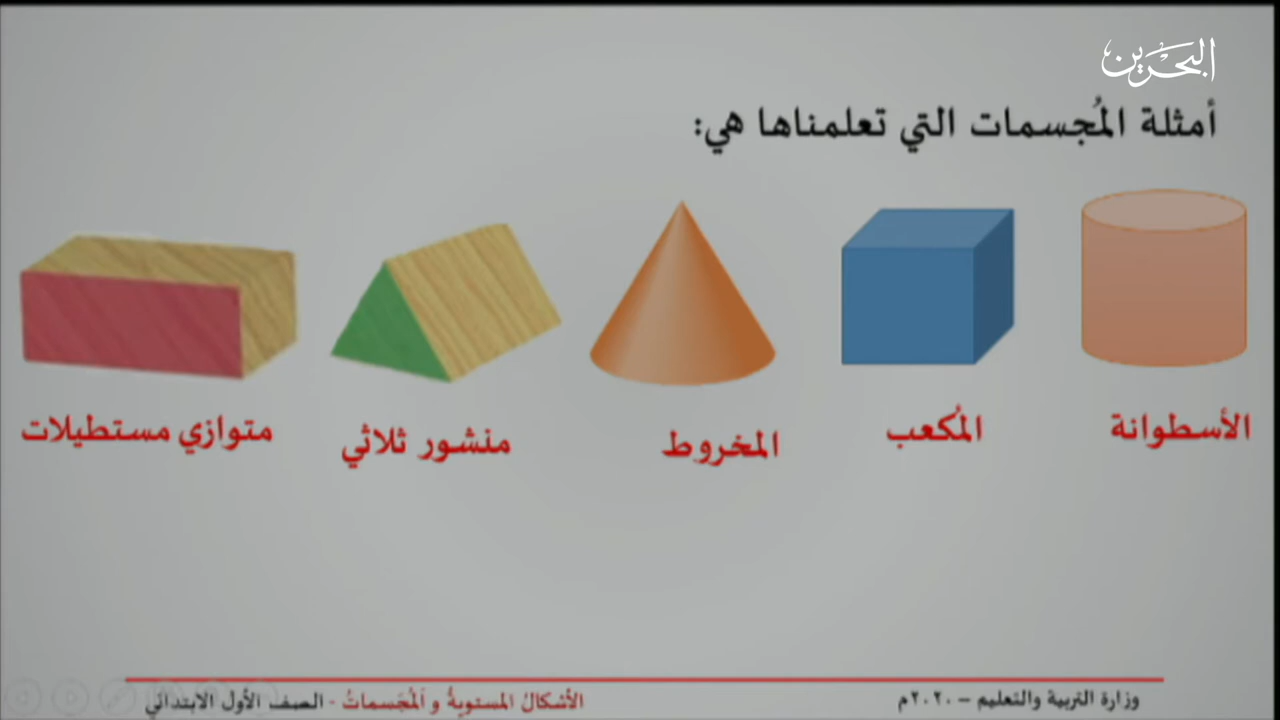 البحرين
أمثلة المُجسمات التي تعلمناها هي:
الأسطوانة
المُكعب
المخروط
منشور ثلاثي
متوازي مستطيلات
وزارة التربية والتعليم – ٢٠٢٠م
الأشكالُ المستويةُ و اَلمُجَسماتُ - الصف الأول الابتدائي